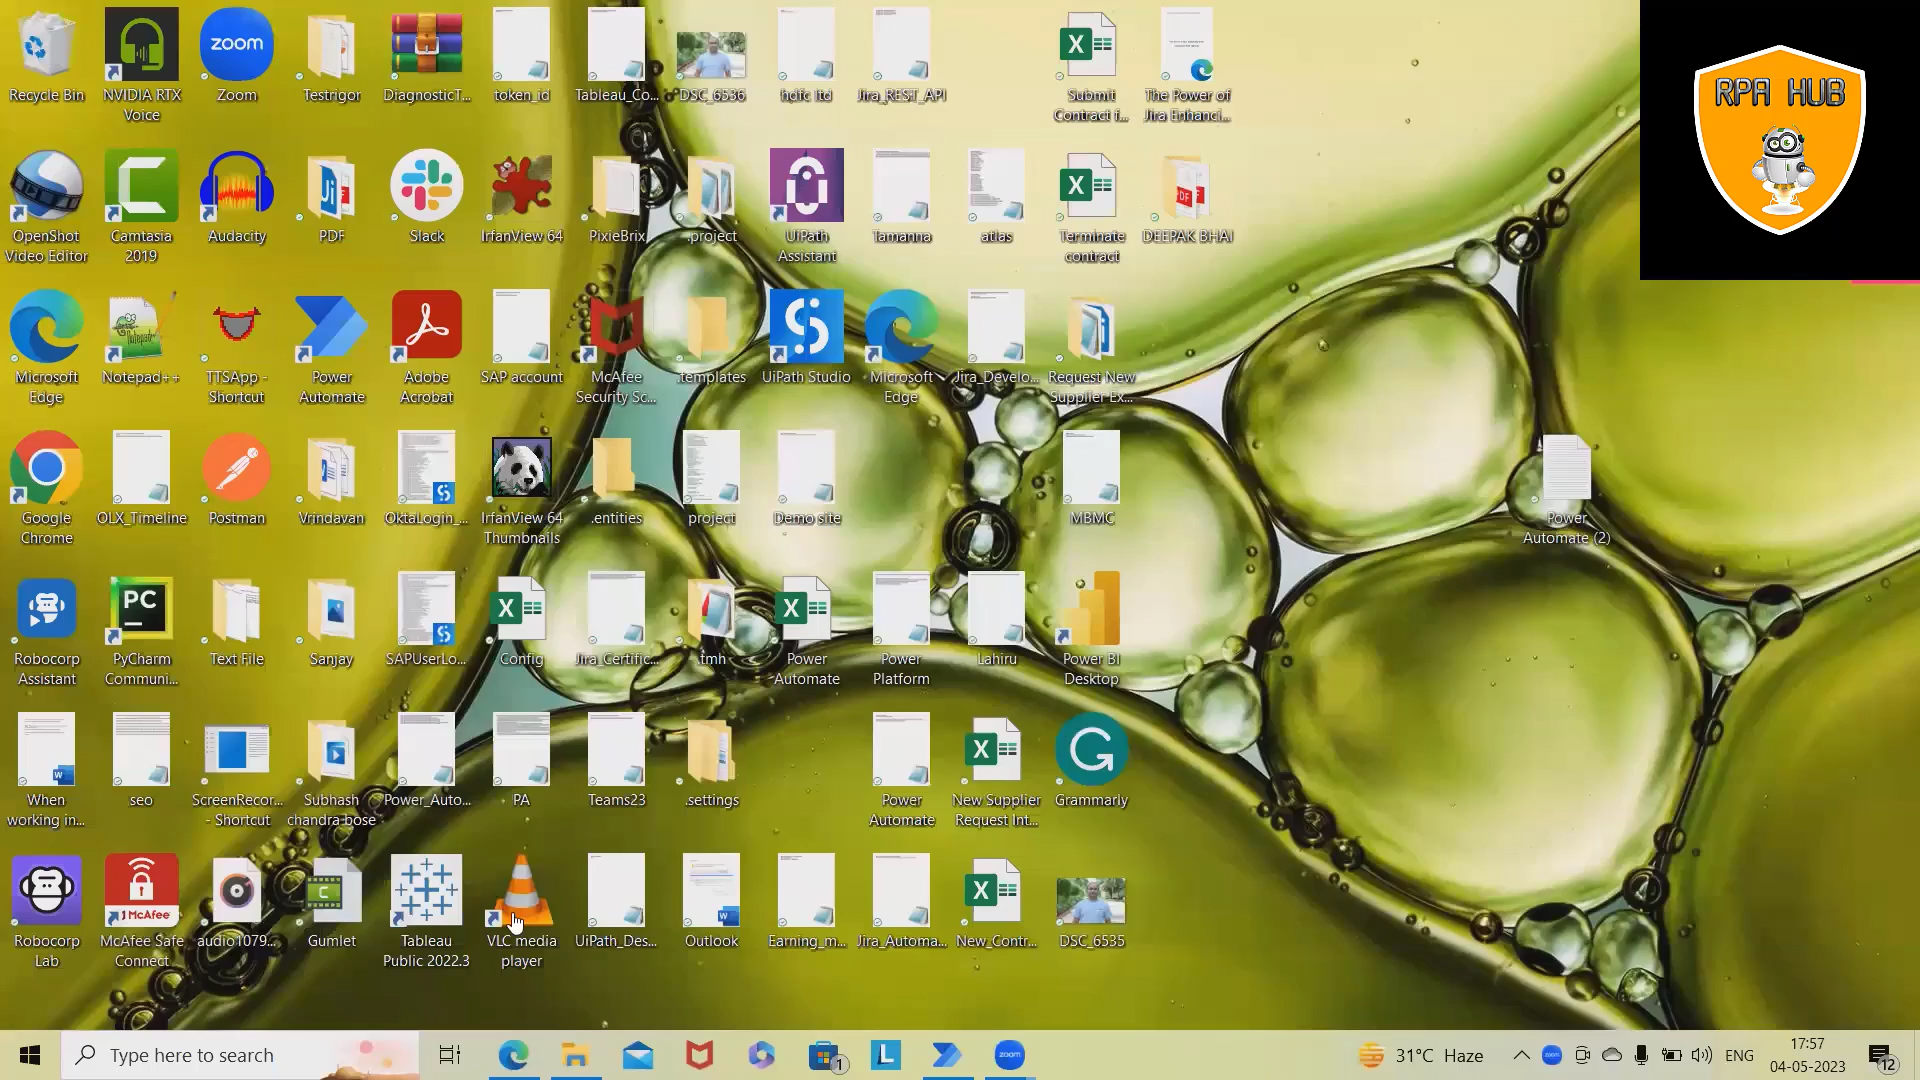 Recycle Bin
NVIDIA RTX
Voice
zoom
Zoom
Testrigor
DiagnosticT...
token_id
Tableau_Co...
DSC_6536
hdfc ltd
Jira_REST_API
Submit
Contract f...
The Power of
Jira Enhanci...
RPA HUB
OpenShot
Video Editor
Camtasia
2019
Audacity
PDF
Slack
IrfanView 64
PixieBrix
.project
UiPath
Assistant
Tamanna
atlas
Terminate
contract
DEEPAK BHAI
Microsoft
Edge
Notepad++
TTSApp -
Shortcut
Power
Automate
Adobe
Acrobat
SAP account
McAfee
Security Sc...
.templates
UiPath Studio
Microsoft
Edge
Jira_Develo...
Request New
Supplier Ex...
Google
Chrome
OLX_Timeline
Postman
Vrindavan
OktaLogin_...
IrfanView 64
Thumbnails
.entities
project
Demo site
MBMC
Power
Automate (2)
Robocorp
Assistant
PC
PyCharm
Communi...
Text File
Sanjay
SAPUserLo...
Config
Jira_Certific...
.tmh
Power
Automate
Power
Platform
Lahiru
Power BI
Desktop
When
working in...
seo
ScreenRecor...
- Shortcut
Subhash
chandra bose
Power_Auto...
PA
Teams23
.settings
Power
Automate
New Supplier
Request Int...
Grammarly
Robocorp
Lab
McAfee
McAfee Safe
Connect
audio1079...
Gumlet
Tableau
Public 2022.3
VLC media
player
UiPath_Des...
Outlook
Earning_m...
Jira_Automa...
New_Contr...
DSC_6535
Type here to search
1
L
zoom
31°C Haze
ENG
17:57
04-05-2023
12